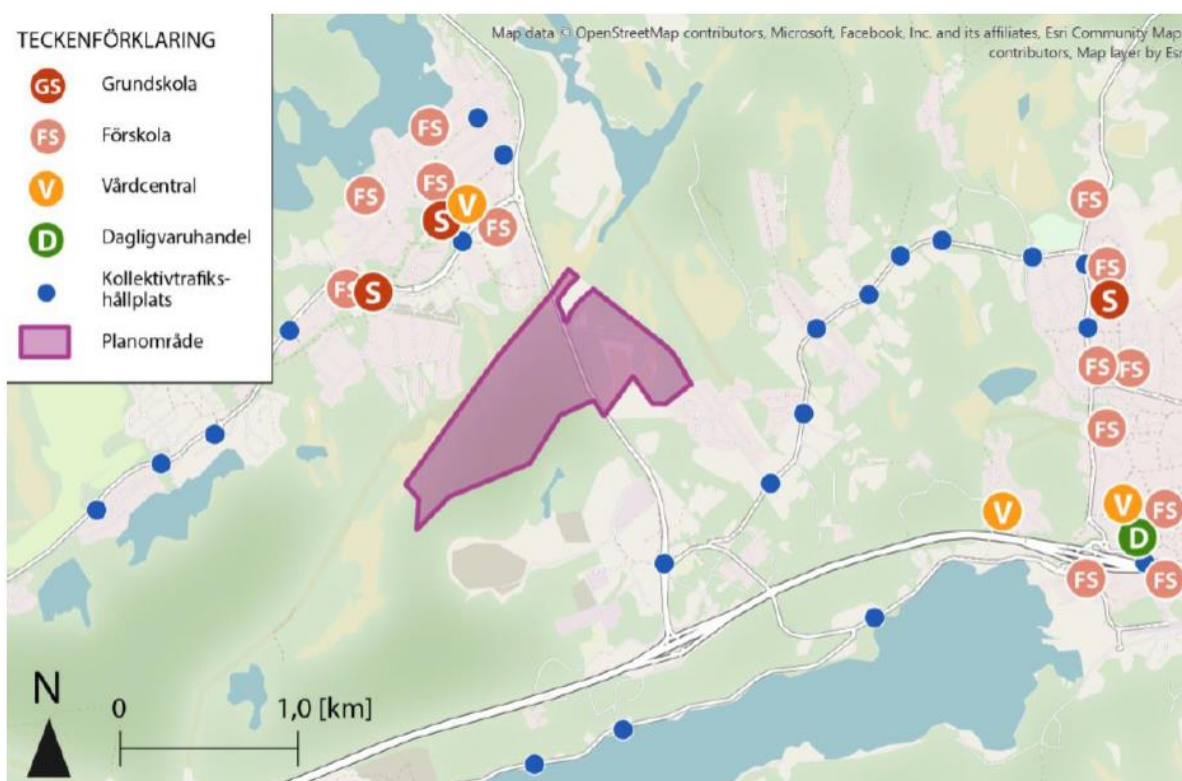 TECKENFÖRKLARING
GS Grundskola
FS Förskola
V Vårdcentral
D Dagligvaruhandel
Kollektivtrafiks-
hållplats
Planområde
Map data © OpenStreetMap contributors, Microsoft, Facebook, Inc. and its affiliates, Esri Community Map
contributors, Map layer by Esr
FS
FS
FS
V
S
FS
FS
S
FS
FS
S
FS
FS
FS
V
V
FS
D
FS
FS
N
0 1,0 [km]